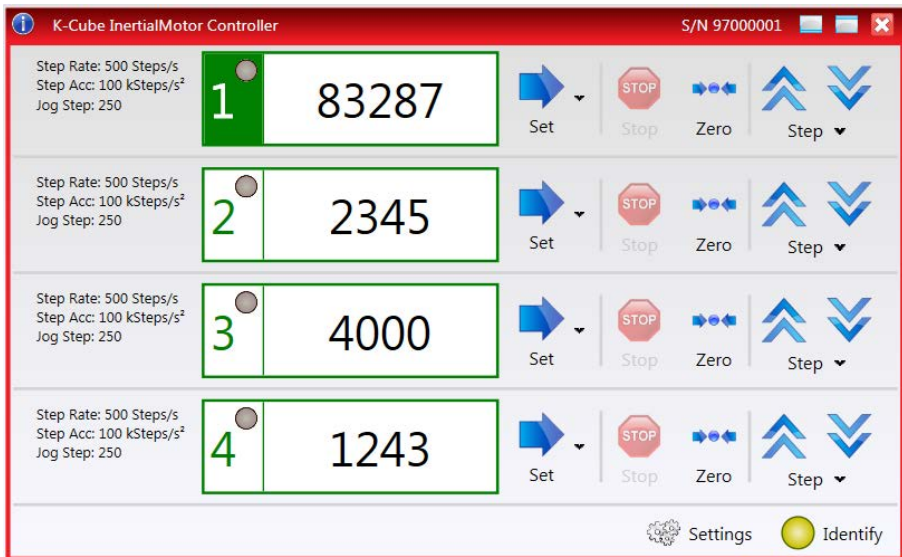 K-Cube InertialMotor Controller S/N 97000001
Step Rate: 500 Steps/s
Step Acc: 100 kSteps/s²
Jog Step: 250
1 83287
Set STOP Stop Zero Step
Step Rate: 500 Steps/s
Step Acc: 100 kSteps/s²
Jog Step: 250
2 2345
Set STOP Stop Zero Step
Step Rate: 500 Steps/s
Step Acc: 100 kSteps/s²
Jog Step: 250
3 4000
Set STOP Stop Zero Step
Step Rate: 500 Steps/s
Step Acc: 100 kSteps/s²
Jog Step: 250
4 1243
Set STOP Stop Zero Step
Settings Identify